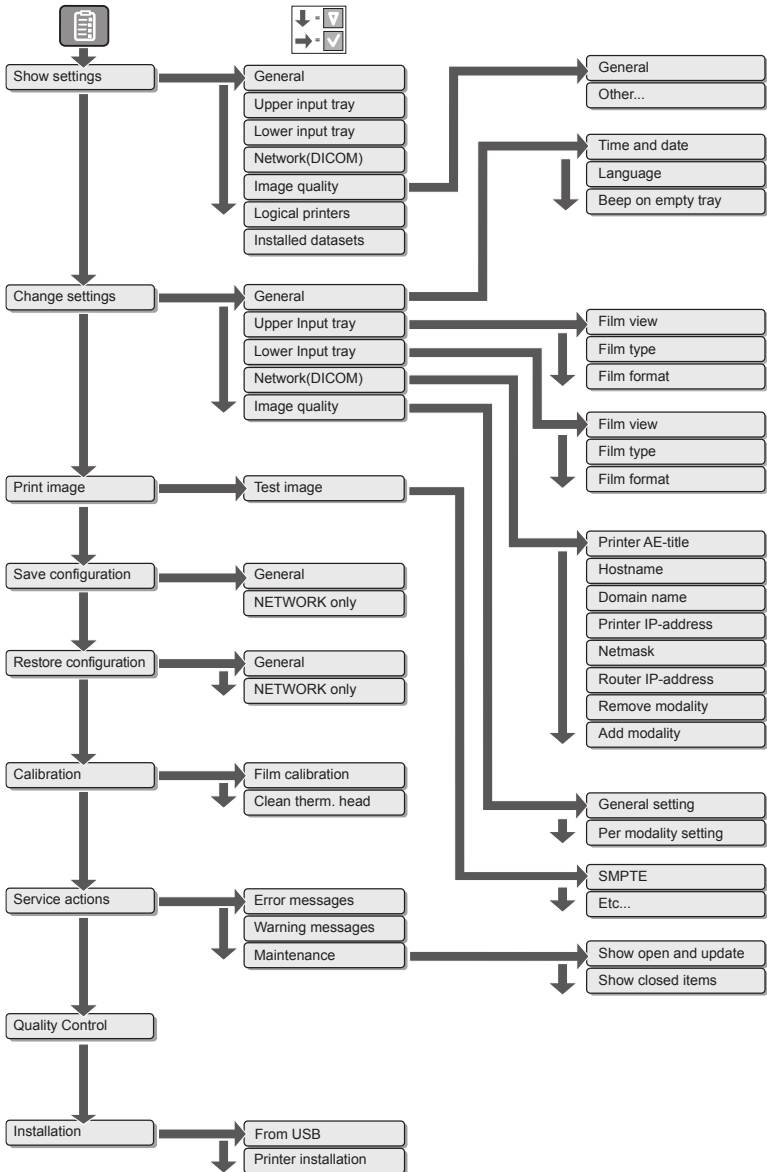 Show settings
General
Upper input tray
Lower input tray
Network(DICOM)
Image quality
Logical printers
Installed datasets
General
Other...
Change settings
General
Upper Input tray
Lower Input tray
Network(DICOM)
Image quality
Time and date
Language
Beep on empty tray
Film view
Film type
Film format
Film view
Film type
Film format
Printer AE-title
Hostname
Domain name
Printer IP-address
Netmask
Router IP-address
Remove modality
Add modality
General setting
Per modality setting
Print image
Test image
SMPTE
Etc...
Save configuration
General
NETWORK only
Restore configuration
General
NETWORK only
Calibration
Film calibration
Clean therm. head
Service actions
Error messages
Warning messages
Maintenance
Show open and update
Show closed items
Quality Control
Installation
From USB
Printer installation